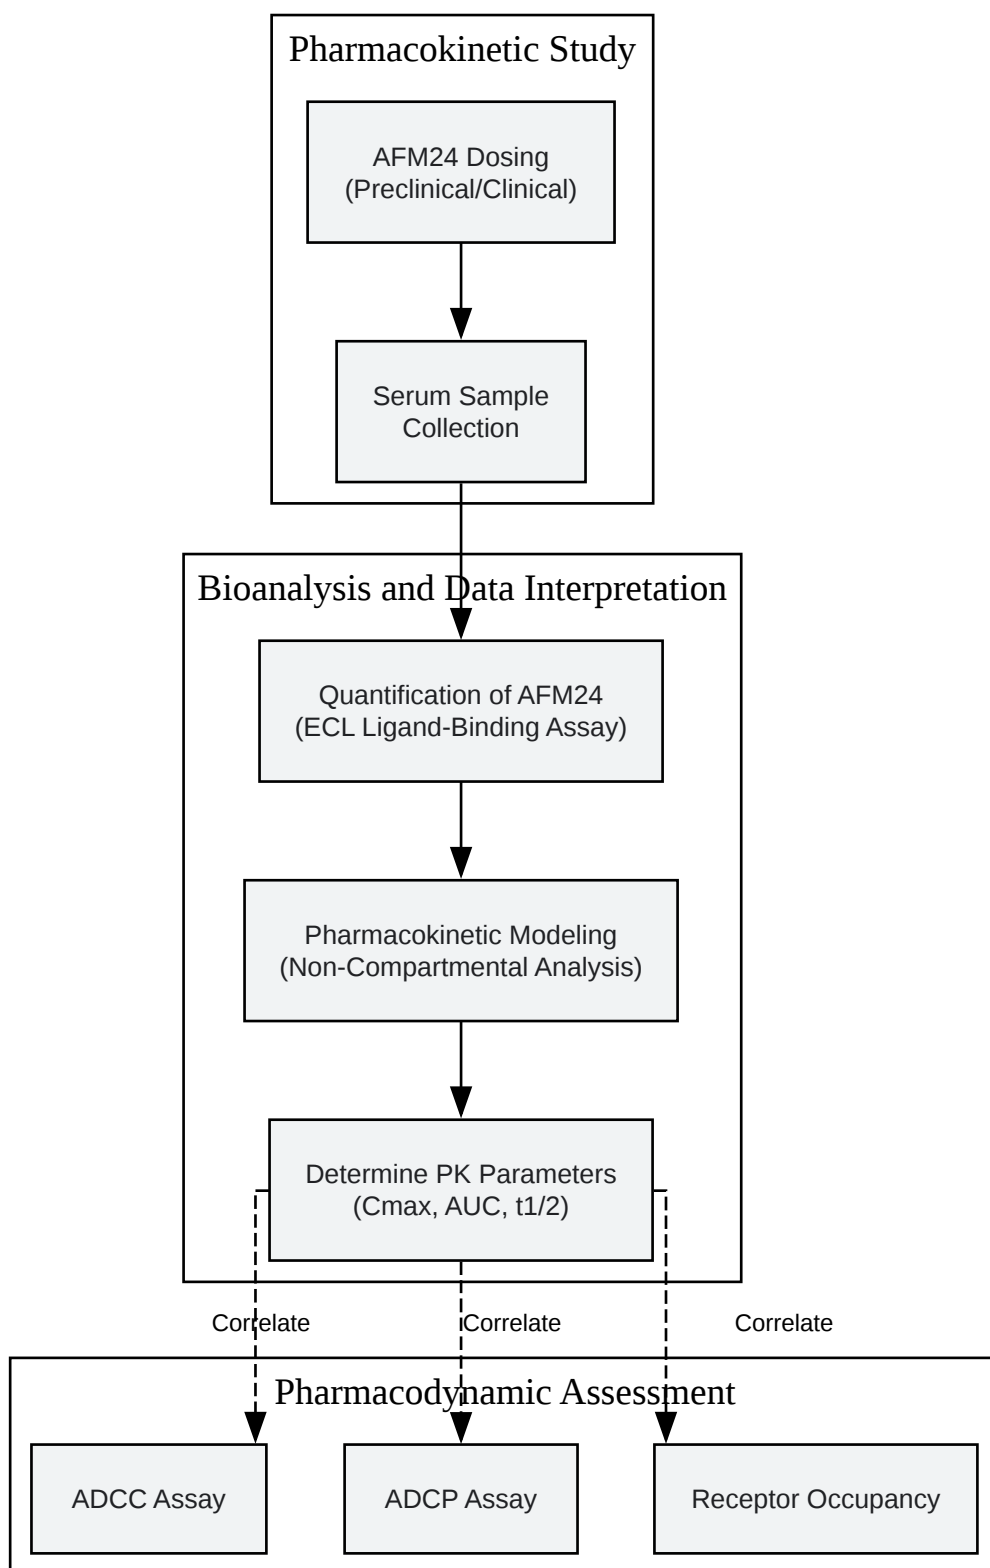 Pharmacokinetic Study
AFM24 Dosing
(Preclinical/Clinical)
Serum Sample
Collection
Bioanalysis and Data Interpretation
Quantification of AFM24
(ECL Ligand-Binding Assay)
Pharmacokinetic Modeling
(Non-Compartmental Analysis)
Determine PK Parameters
(Cmax, AUC, t1/2)
Correlate
Correlate
Correlate
Pharmacodynamic Assessment
ADCC Assay
ADCP Assay
Receptor Occupancy